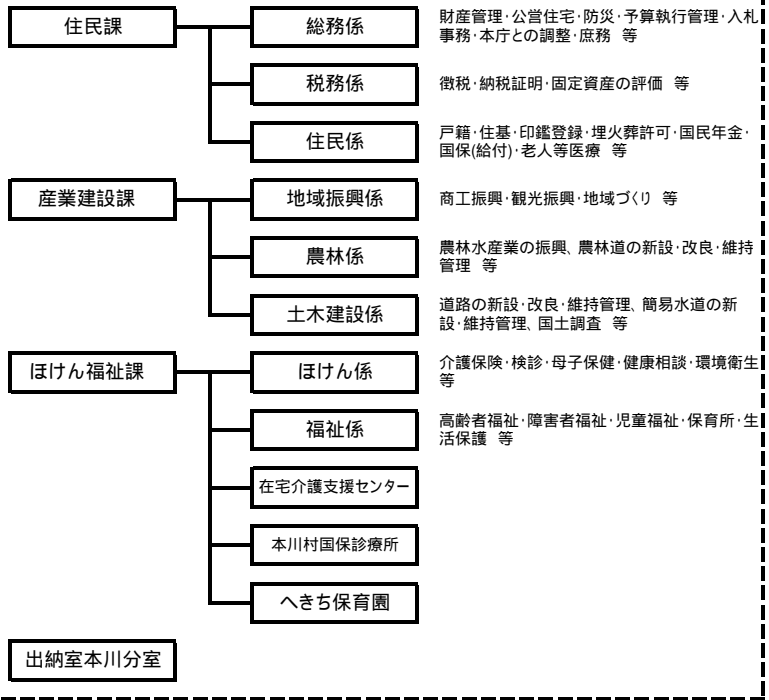 住民課
総務係
財産管理・公営住宅・防災・予算執行管理・入札
事務・本庁との調整・庶務 等
税務係
徴税・納税証明・固定資産の評価 等
住民係
戸籍・住基・印鑑登録・埋火葬許可・国民年金・
国保(給付)・老人等医療 等
産業建設課
地域振興係
商工振興・観光振興・地域づくり 等
農林係
農林水産業の振興、農林道の新設・改良・維持
管理 等
土木建設係
道路の新設・改良・維持管理、簡易水道の新
設・維持管理、国土調査 等
ほけん福祉課
ほけん係
介護保険・検診・母子保健・健康相談・環境衛生
等
福祉係
高齢者福祉・障害者福祉・児童福祉・保育所・生
活保護 等
在宅介護支援センター
本川村国保診療所
へきち保育園
出納室本川分室